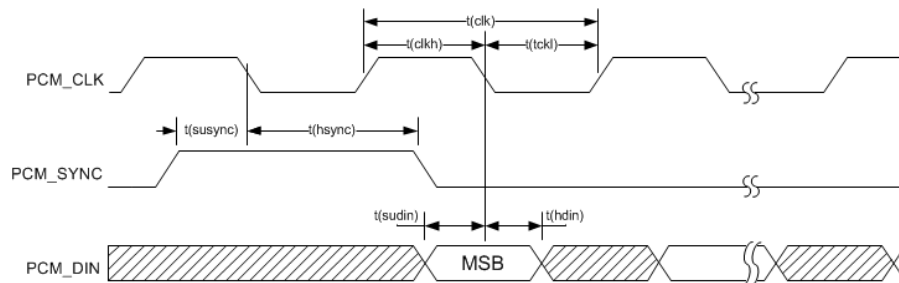 t(clk)
t(clkh)
t(tckl)
PCM_CLK
t(susync)
t(hsync)
PCM_SYNC
t(sudin)
t(hdin)
MSB
PCM_DIN